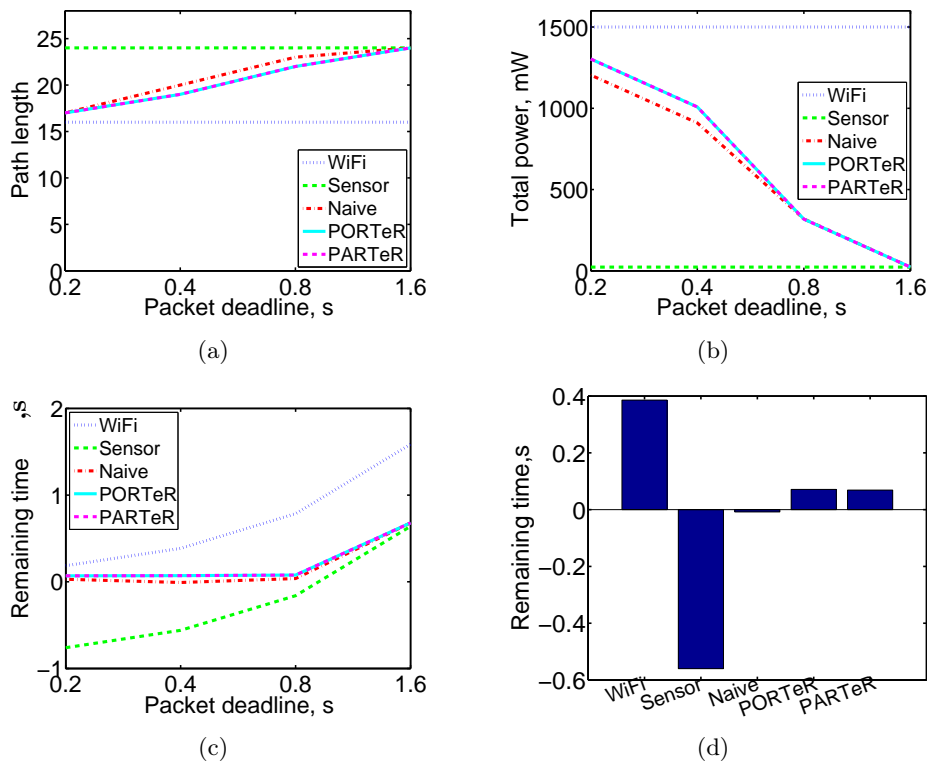 Path length
25
20
15
10
5
0
WiFi
Sensor
Naive
PORTeR
PARTeR
0.2
0.4
0.8
1.6
Packet deadline, s
(a)
Total power, mW
1500
1000
500
0
WiFi
Sensor
Naive
PORTeR
PARTeR
0.2
0.4
0.8
1.6
Packet deadline, s
(b)
Remaining time ,s
2
1
0
−1
WiFi
Sensor
Naive
PORTeR
PARTeR
0.2
0.4
0.8
1.6
Packet deadline, s
(c)
Remaining time,s
0.4
0.2
0
−0.2
−0.4
−0.6
WiFi
Sensor
Naive
PORTeR
PARTeR
(d)